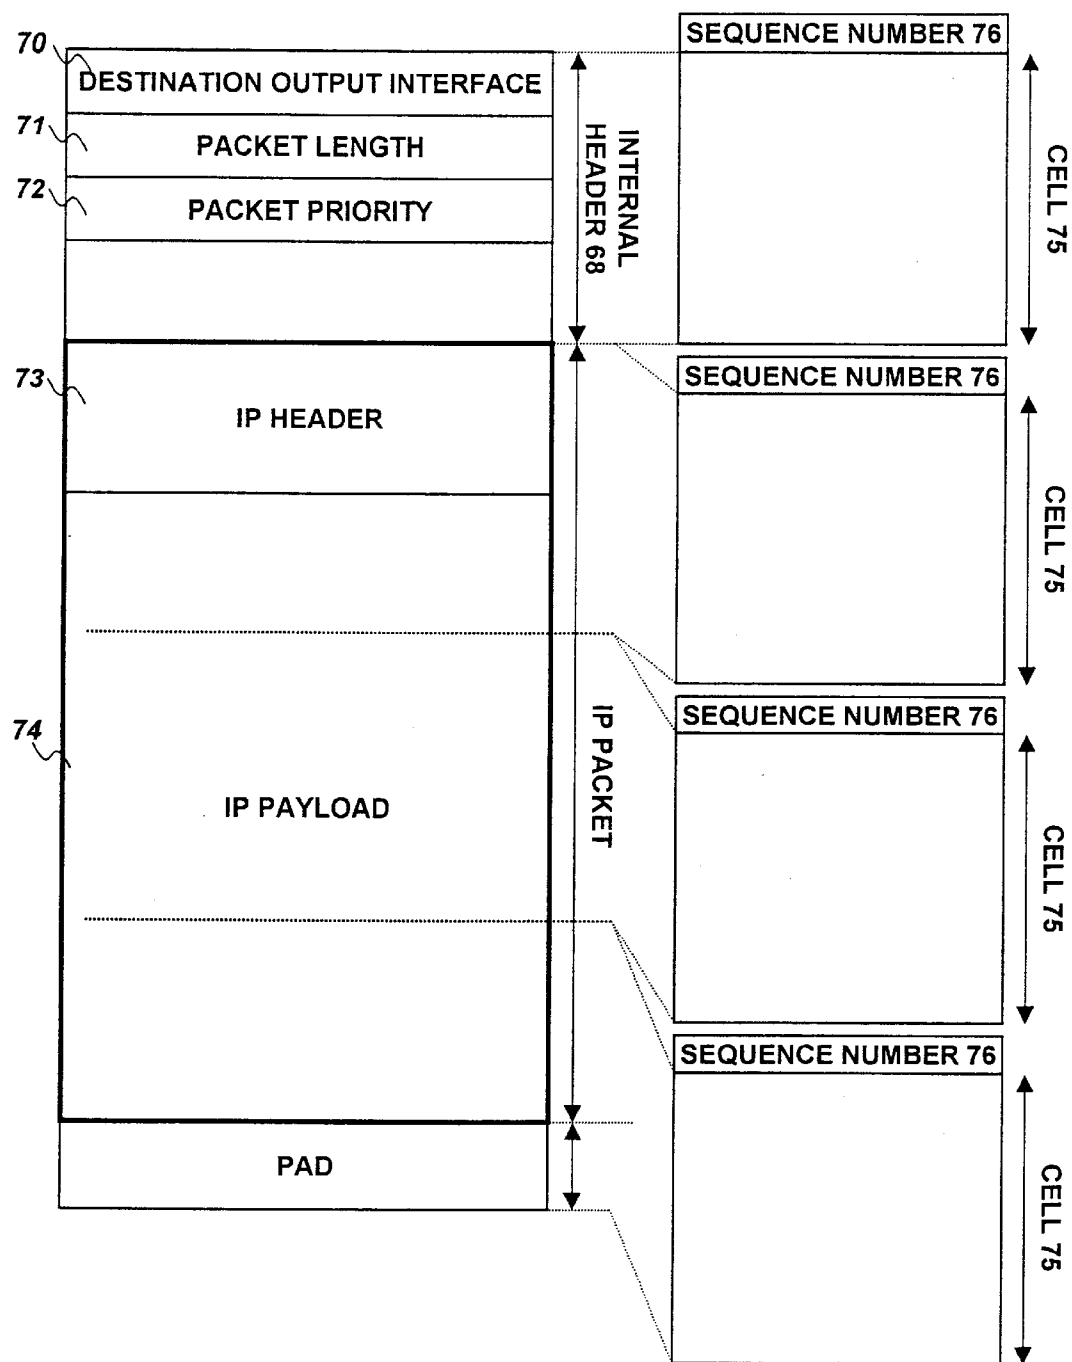 70
DESTINATION OUTPUT INTERFACE
71
PACKET LENGTH
72
PACKET PRIORITY
INTERNAL
HEADER 68
73
IP HEADER
74
IP PAYLOAD
IP PACKET
PAD
SEQUENCE NUMBER 76
CELL 75
SEQUENCE NUMBER 76
CELL 75
SEQUENCE NUMBER 76
CELL 75
SEQUENCE NUMBER 76
CELL 75